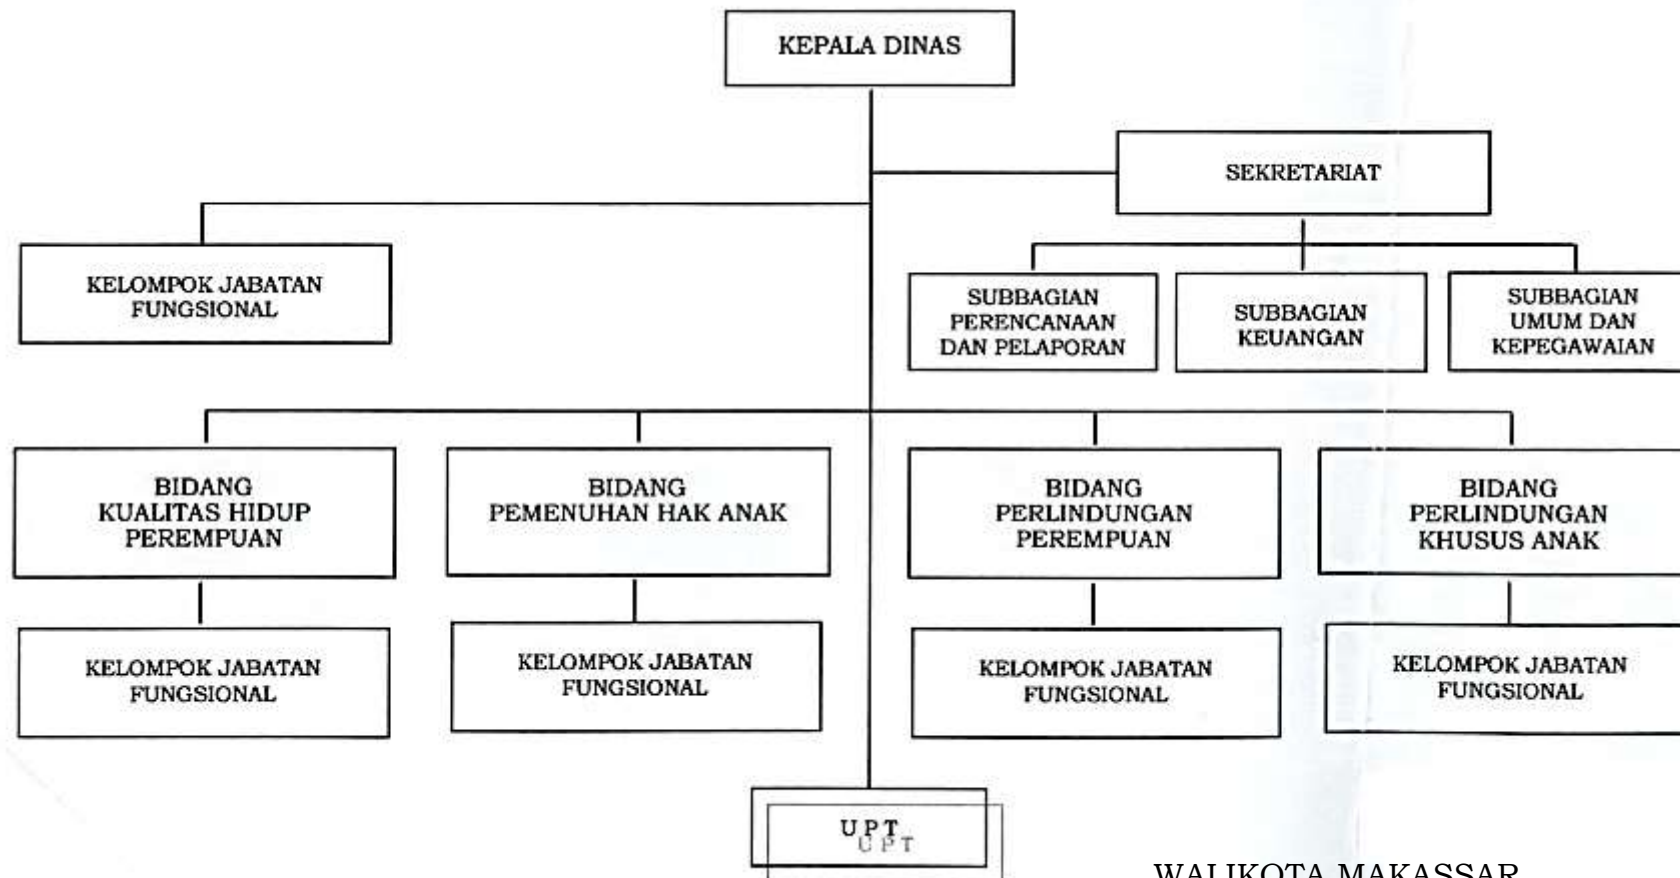 KEPALA DINAS
SEKRETARIAT
KELOMPOK JABATAN
FUNGSIONAL
SUBBAGIAN
PERENCANAAN
DAN PELAPORAN
SUBBAGIAN
KEUANGAN
SUBBAGIAN
UMUM DAN
KEPEGAWAIAN
BIDANG
KUALITAS HIDUP
PEREMPUAN
BIDANG
PEMENUHAN HAK ANAK
BIDANG
PERLINDUNGAN
PEREMPUAN
BIDANG
PERLINDUNGAN
KHUSUS ANAK
KELOMPOK JABATAN
FUNGSIONAL
KELOMPOK JABATAN
FUNGSIONAL
KELOMPOK JABATAN
FUNGSIONAL
KELOMPOK JABATAN
FUNGSIONAL
UPT
UPT
WALIKOTA MAKASSAR